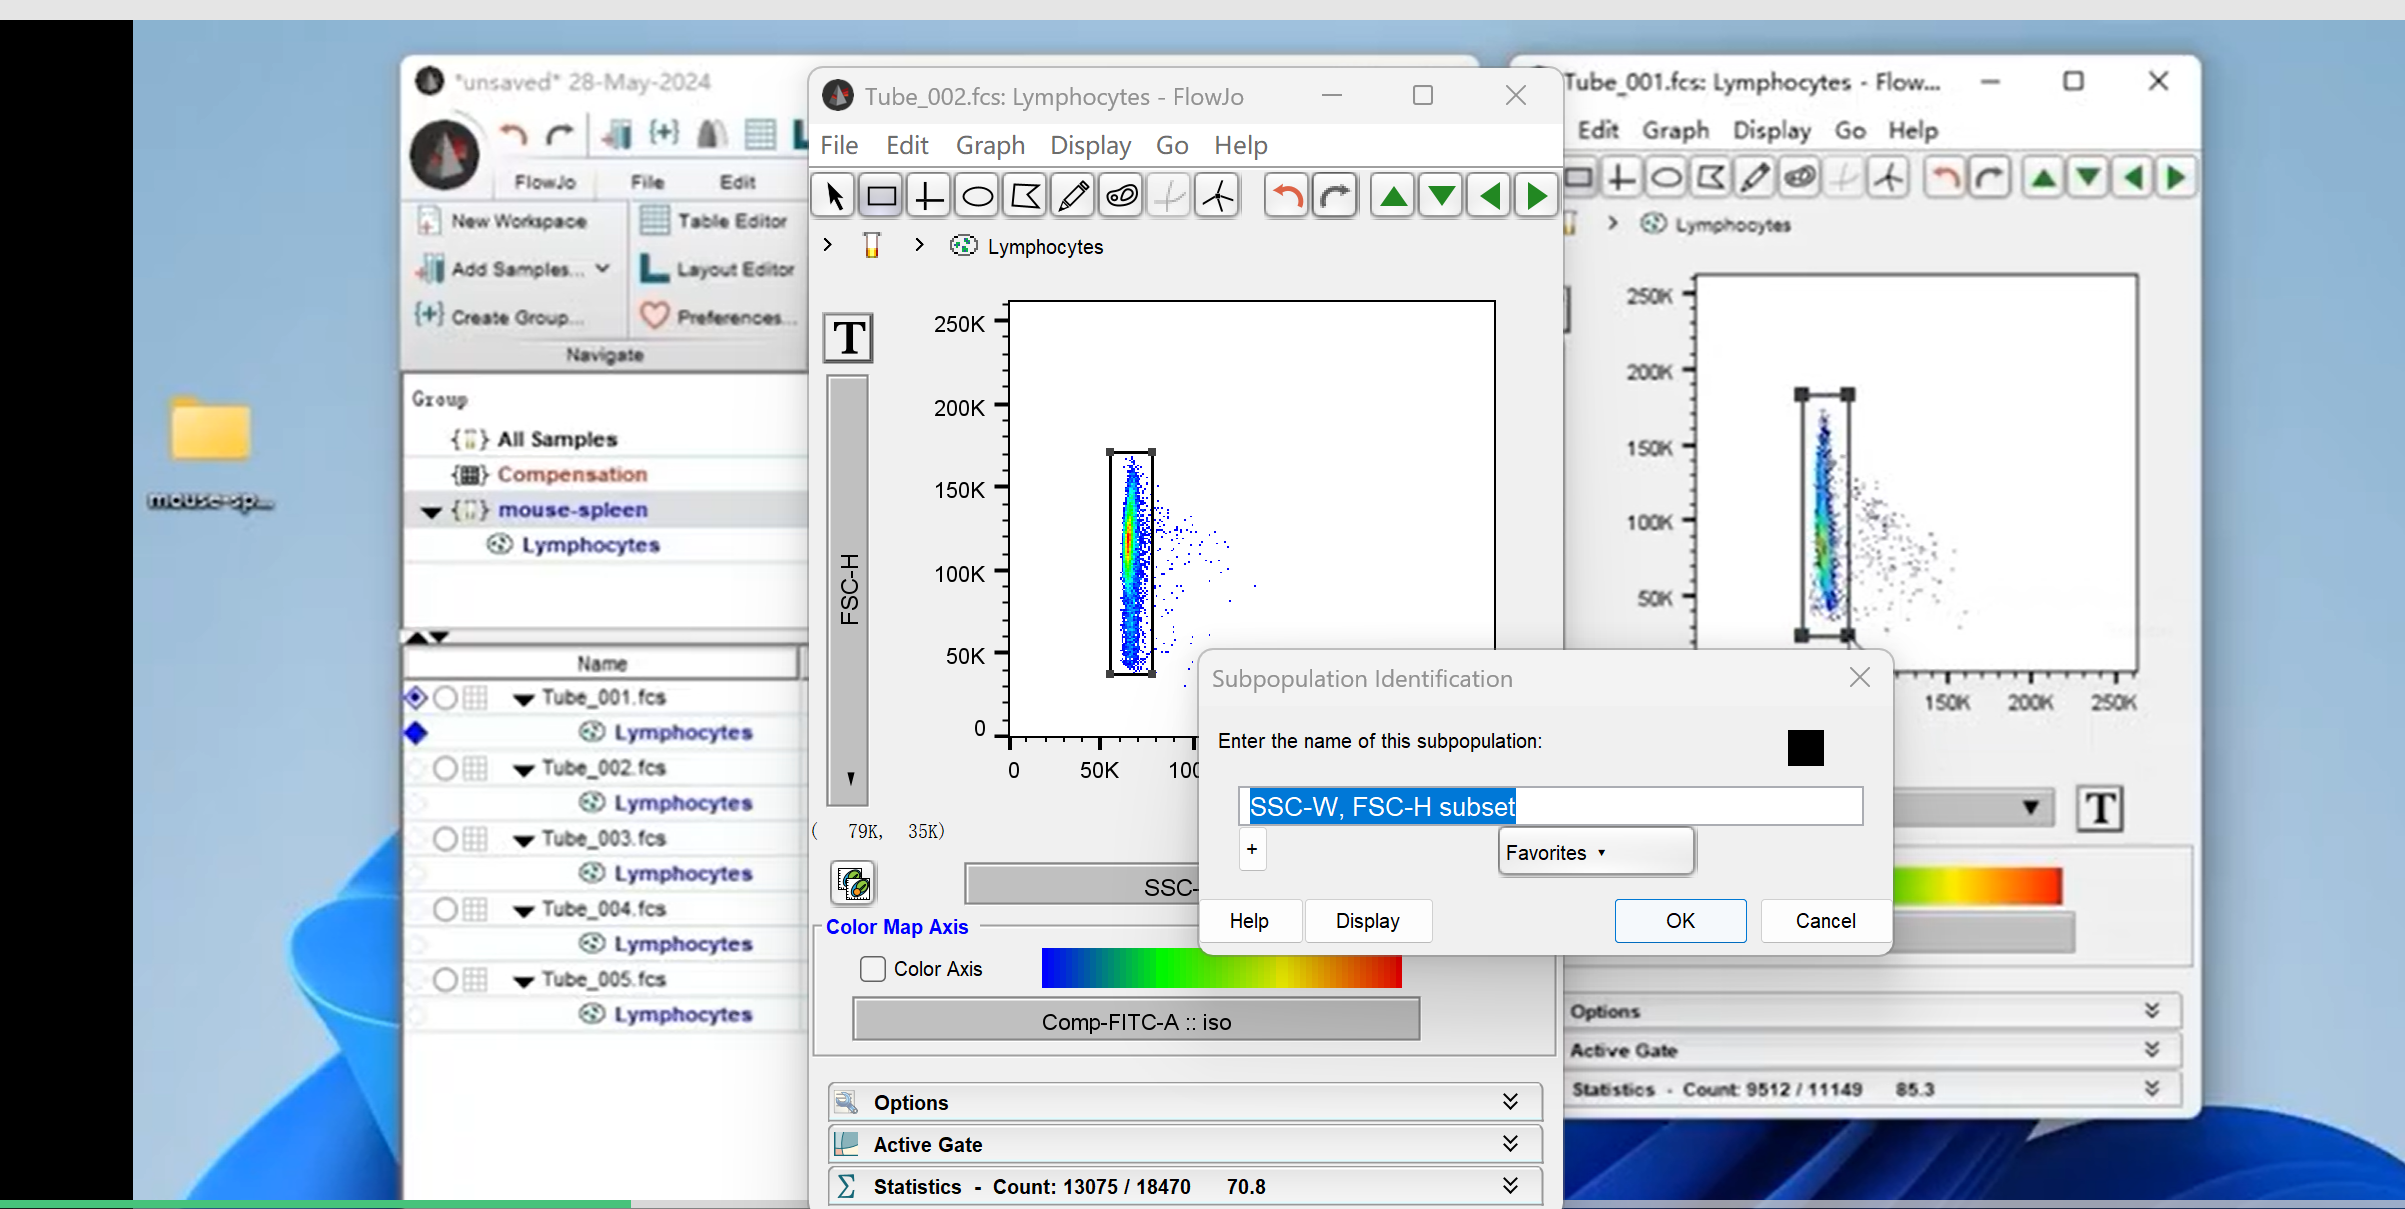 *unsaved* 28-May-2024
FlowJo File Edit
New Workspace Table Editor
Add Samples... Layout Editor
Create Group... Preferences...
Navigate
Group
{ } All Samples
{ } Compensation
{ } mouse-spleen
Lymphocytes
Name
Tube_001.fcs
Lymphocytes
Tube_002.fcs
Lymphocytes
Tube_003.fcs
Lymphocytes
Tube_004.fcs
Lymphocytes
Tube_005.fcs
Lymphocytes
mouse-sp...
Tube_002.fcs: Lymphocytes - FlowJo
File Edit Graph Display Go Help
Lymphocytes
T
FSC-H
250K
200K
150K
100K
50K
0
0 50K 100
( 79K, 35K)
SSC-
Color Map Axis
Color Axis
Comp-FITC-A :: iso
Options
Active Gate
Statistics - Count: 13075 / 18470 70.8
Subpopulation Identification
Enter the name of this subpopulation:
SSC-W, FSC-H subset
+
Favorites
Help Display OK Cancel
Tube_001.fcs: Lymphocytes - Flow...
Edit Graph Display Go Help
Lymphocytes
250K
200K
150K
100K
50K
150K 200K 250K
T
Options
Active Gate
Statistics - Count: 9512 / 11149 85.3